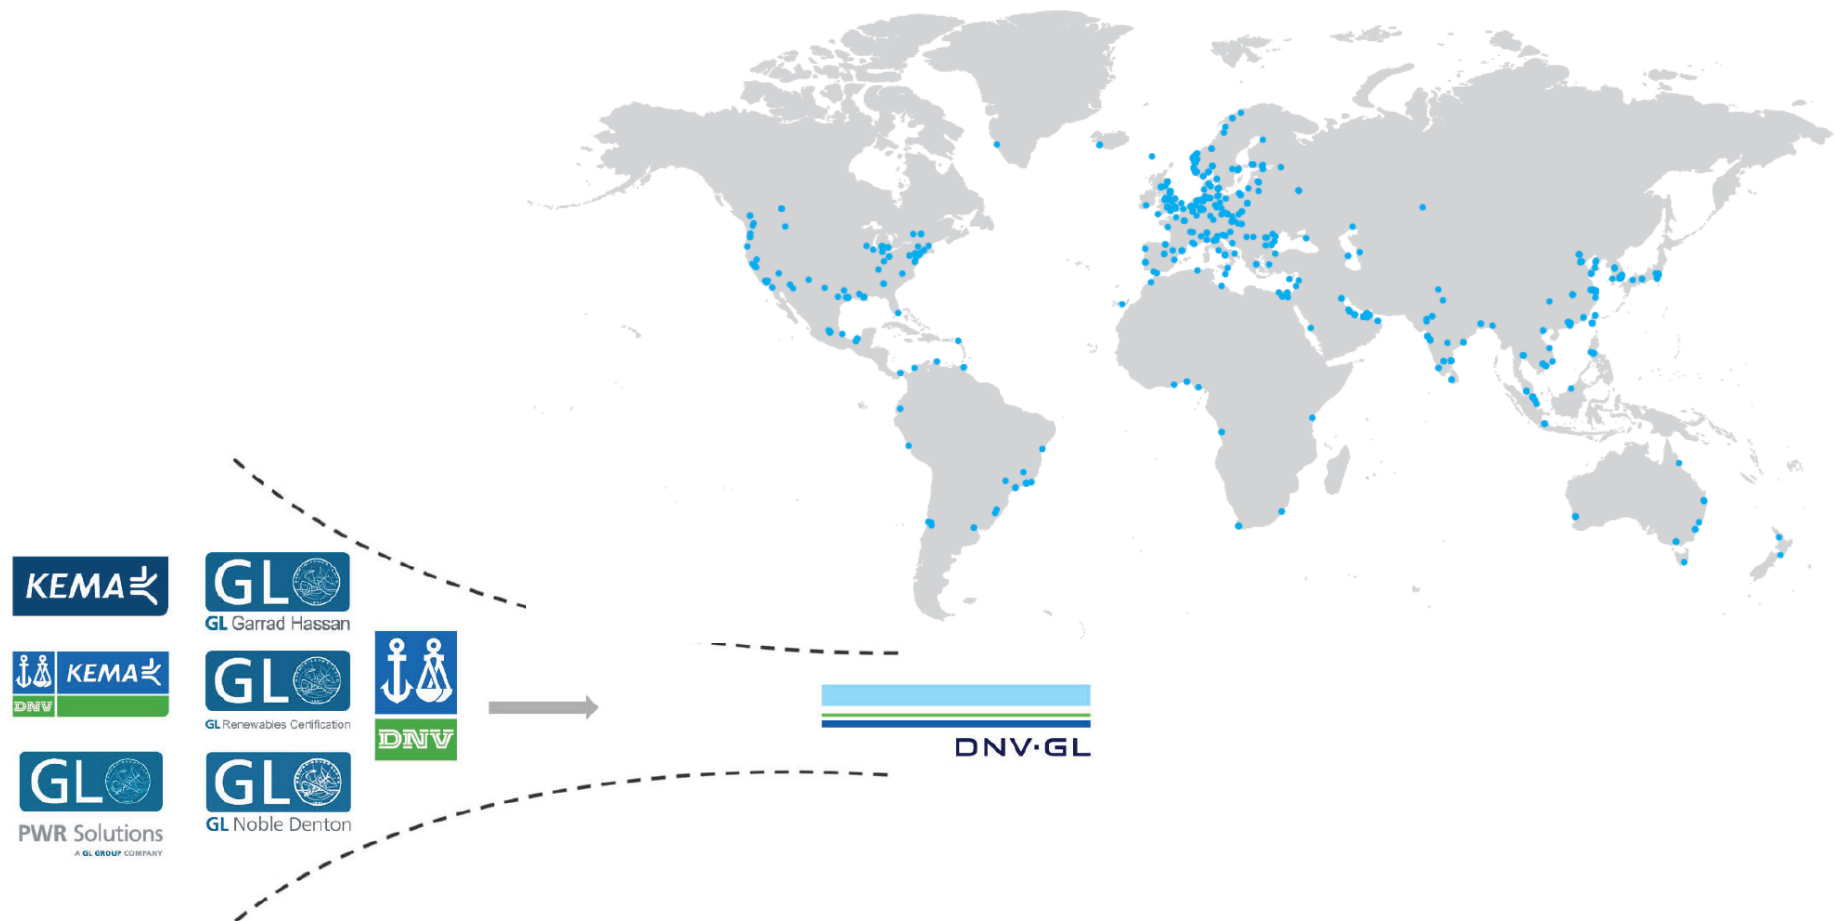 KEMA
GL
GL Garrad Hassan
KEMA
DNV
GL
GL Renewables Certification
DNV
GL
PWR Solutions
A GL GROUP COMPANY
GL
GL Noble Denton
DNV·GL